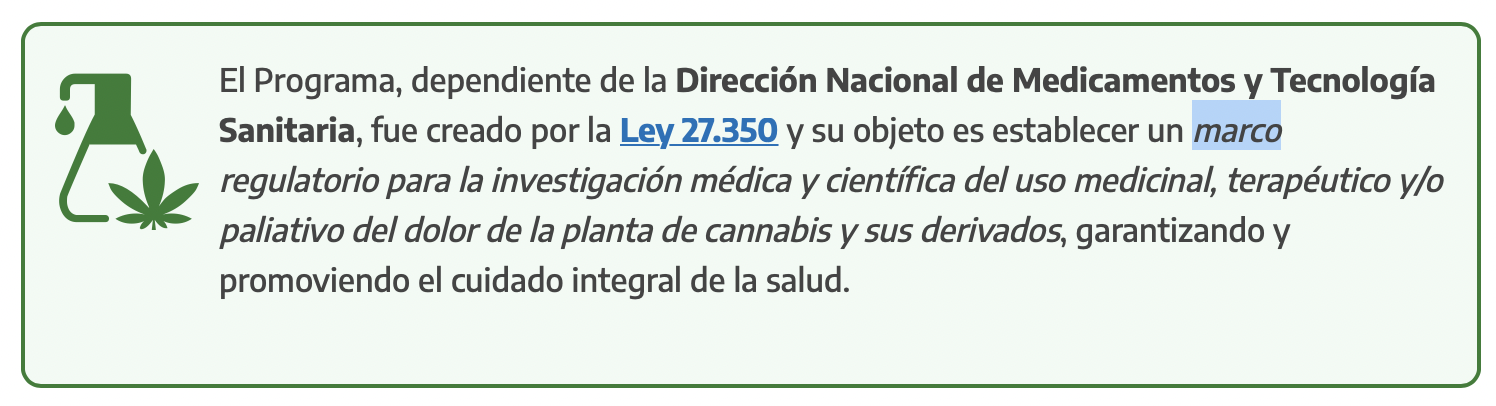 El Programa, dependiente de la Dirección Nacional de Medicamentos y Tecnología
Sanitaria, fue creado por la Ley 27.350 y su objeto es establecer un marco
regulatorio para la investigación médica y científica del uso medicinal, terapéutico y/o
paliativo del dolor de la planta de cannabis y sus derivados, garantizando y
promoviendo el cuidado integral de la salud.